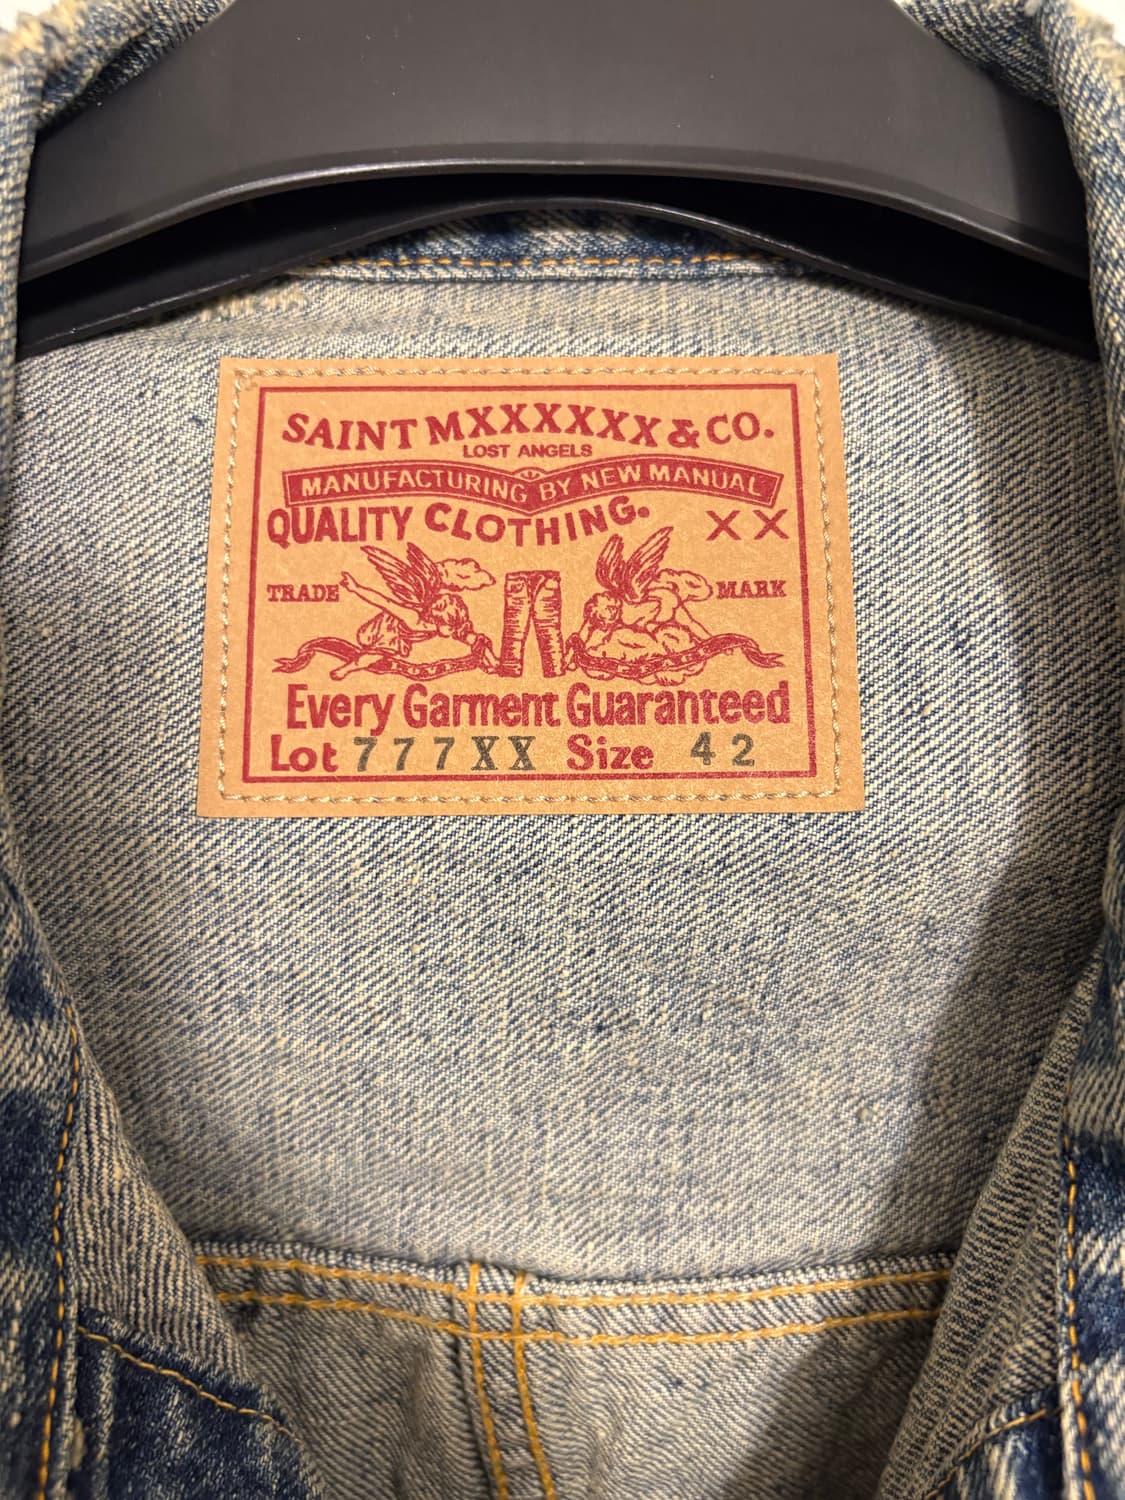 SAINT MXXXXXX & CO.
LOST ANGELS
MANUFACTURING BY NEW MANUAL
QUALITY CLOTHING. XX
TRADE MARK
Every Garment Guaranteed
Lot 777XX Size 42